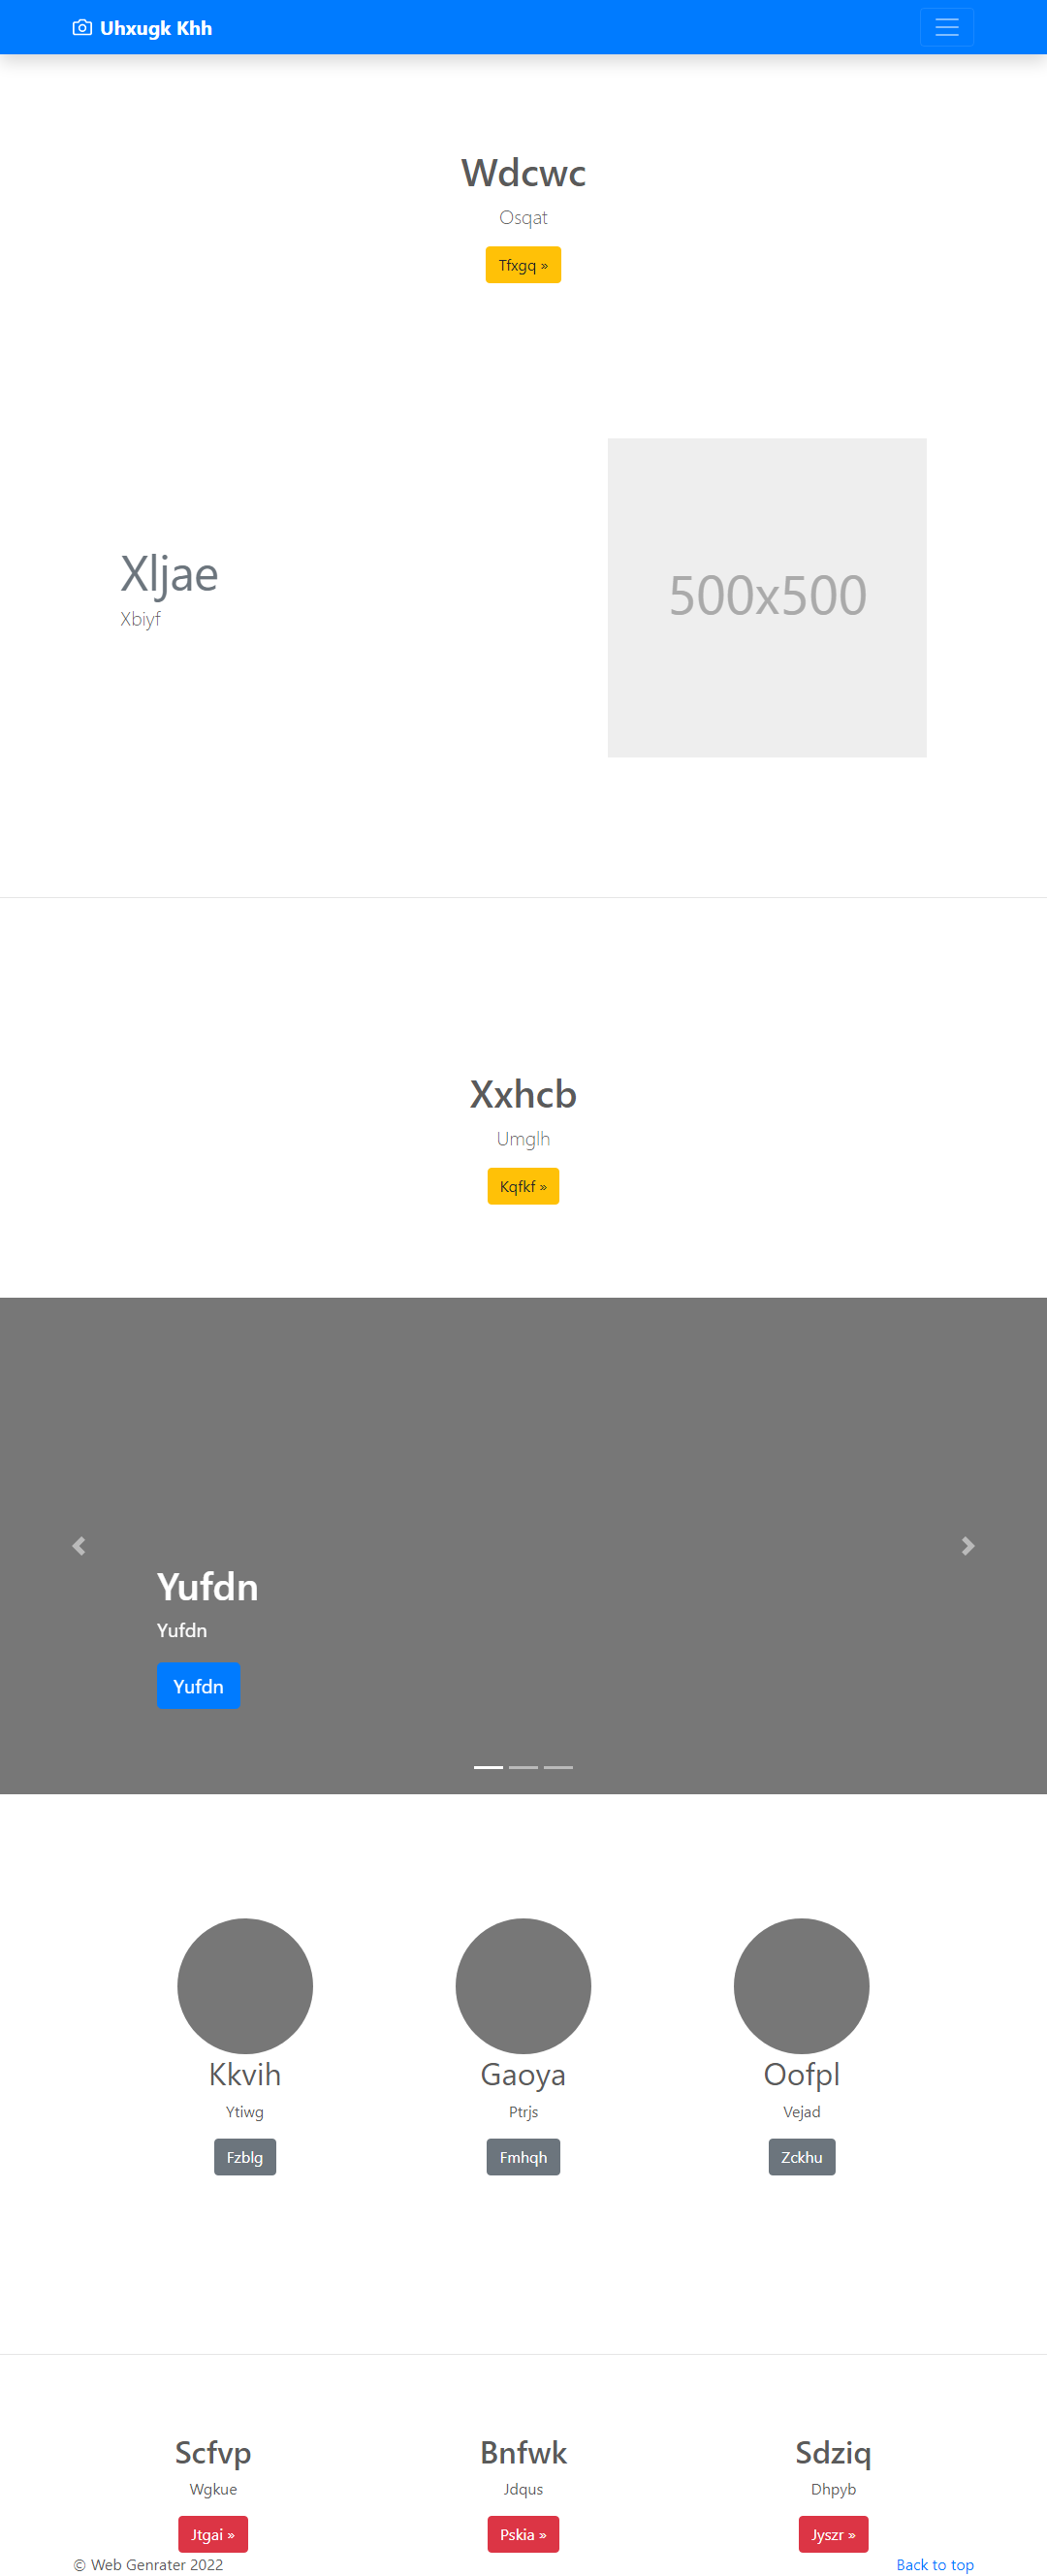 Uhxugk Khh
Wdcwc
Osqat
Tfxgq »
Xljae
Xbiyf
500x500
Xxhcb
Umglh
Kqfkf »
Yufdn
Yufdn
Yufdn
Kkvih
Ytiwg
Fzblg
Gaoya
Ptrjs
Fmhqh
Oofpl
Vejad
Zckhu
Scfvp
Wgkue
Jtgai »
Bnfwk
Jdqus
Pskia »
Sdziq
Dhpyb
Jyszr »
© Web Genrater 2022
Back to top